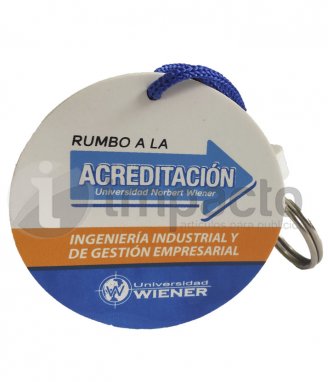 RUMBO A LA
ACREDITACIÓN
Universidad Norbert Wiener
impacto
INGENIERÍA INDUSTRIAL Y
DE GESTIÓN EMPRESARIAL
Universidad
WIENER